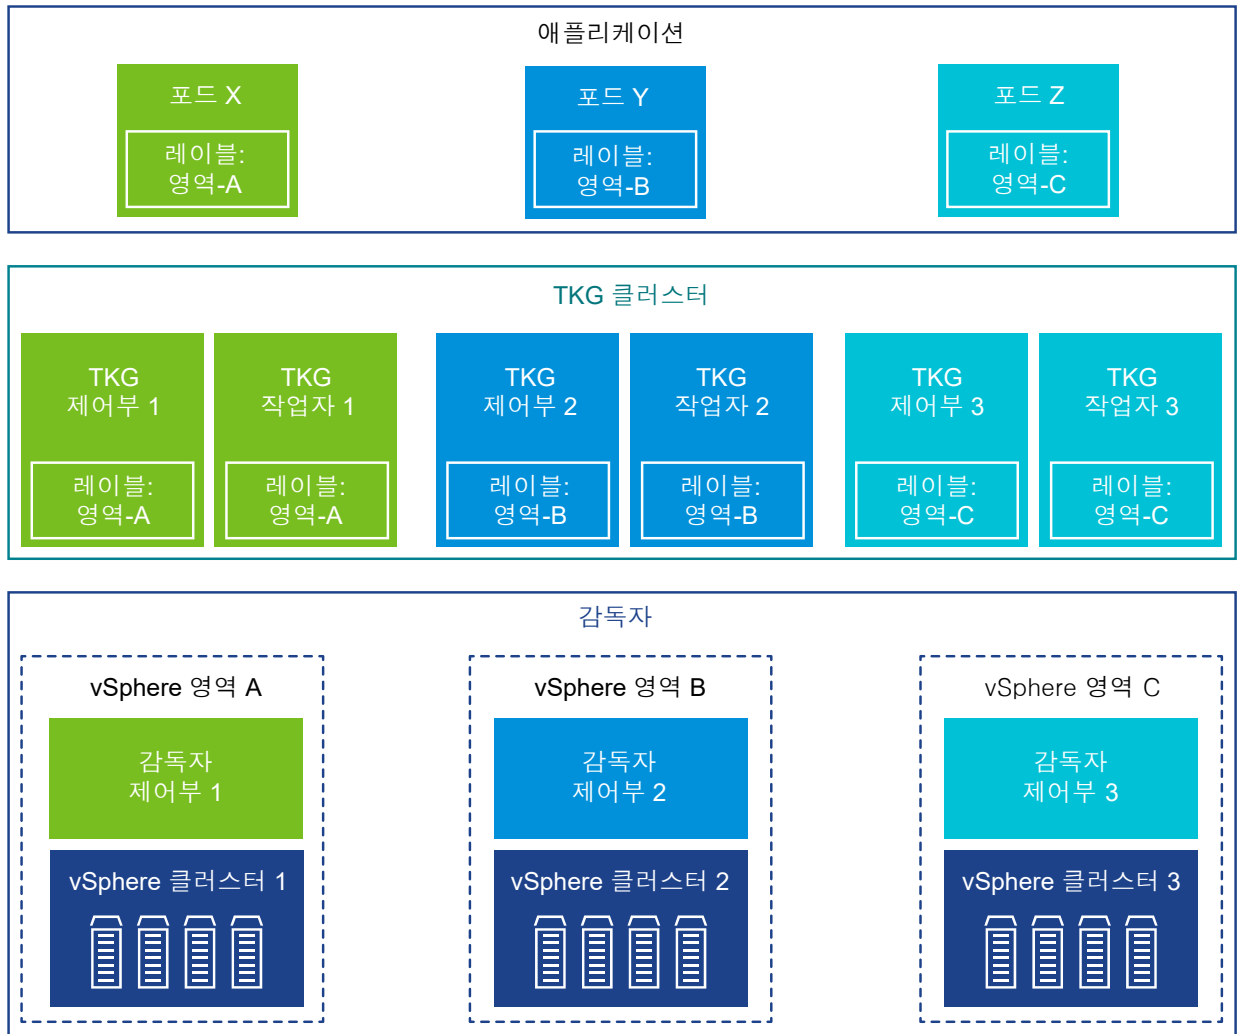 애플리케이션
포드 X
레이블:
영역-A
포드 Y
레이블:
영역-B
포드 Z
레이블:
영역-C
TKG 클러스터
TKG
제어부 1
레이블:
영역-A
TKG
작업자 1
레이블:
영역-A
TKG
제어부 2
레이블:
영역-B
TKG
작업자 2
레이블:
영역-B
TKG
제어부 3
레이블:
영역-C
TKG
작업자 3
레이블:
영역-C
감독자
vSphere 영역 A
감독자
제어부 1
vSphere 클러스터 1
vSphere 영역 B
감독자
제어부 2
vSphere 클러스터 2
vSphere 영역 C
감독자
제어부 3
vSphere 클러스터 3